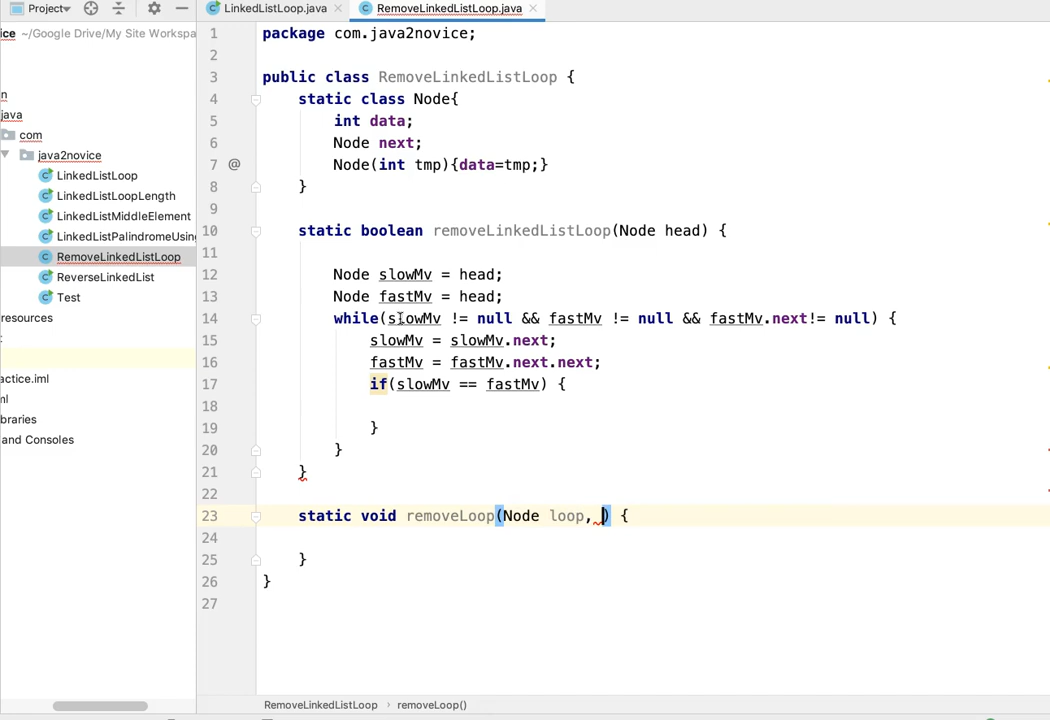 Project
LinkedListLoop.java
RemoveLinkedListLoop.java
ice ~/Google Drive/My Site Workspa
n
java
com
java2novice
LinkedListLoop
LinkedListLoopLength
LinkedListMiddleElement
LinkedListPalindromeUsing
RemoveLinkedListLoop
ReverseLinkedList
Test
resources
t
actice.iml
ml
braries
and Consoles
1 package com.java2novice;
2
3 public class RemoveLinkedListLoop {
4 static class Node{
5 int data;
6 Node next;
7 @ Node(int tmp){data=tmp;}
8 }
9
10 static boolean removeLinkedListLoop(Node head) {
11
12 Node slowMv = head;
13 Node fastMv = head;
14 while(slowMv != null && fastMv != null && fastMv.next!= null) {
15 slowMv = slowMv.next;
16 fastMv = fastMv.next.next;
17 if(slowMv == fastMv) {
18
19 }
20 }
21 }
22
23 static void removeLoop(Node loop, ) {
24
25 }
26 }
27
RemoveLinkedListLoop › removeLoop()